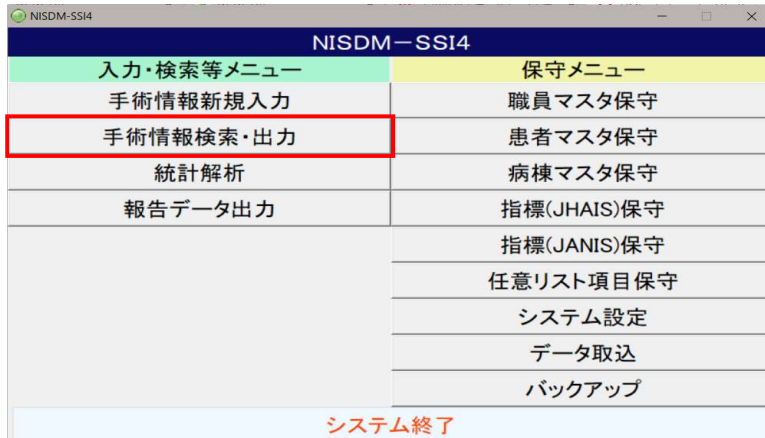 NISDM-SSI4
NISDM－SSI4
入力・検索等メニュー
手術情報新規入力
手術情報検索・出力
統計解析
報告データ出力
保守メニュー
職員マスタ保守
患者マスタ保守
病棟マスタ保守
指標(JHAIS)保守
指標(JANIS)保守
任意リスト項目保守
システム設定
データ取込
バックアップ
システム終了